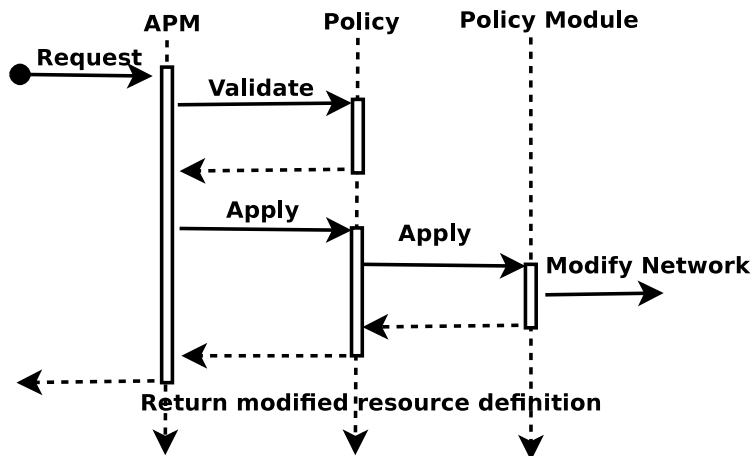 APM
Policy
Policy Module
Request
Validate
Apply
Apply
Modify Network
Return modified resource definition